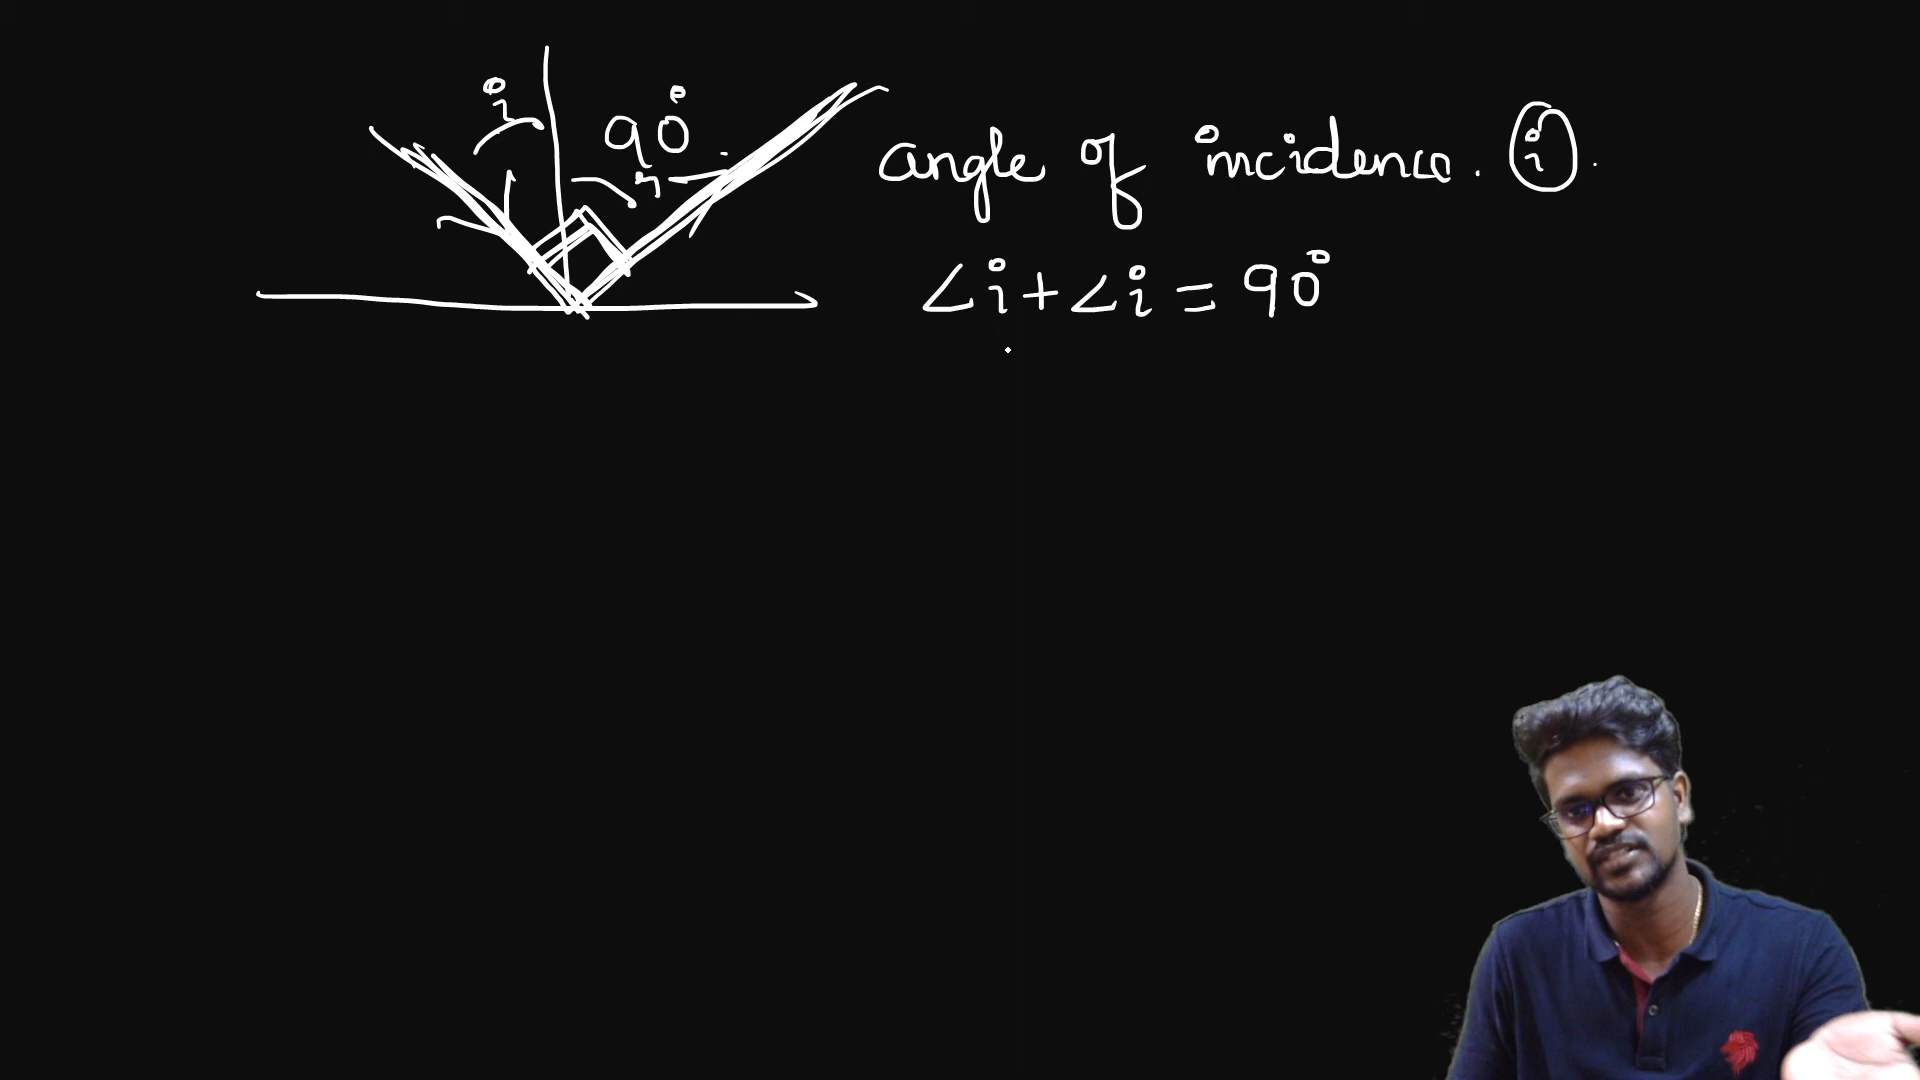 i
90°
r
angle of incidence. i.
∠i+∠i = 90°